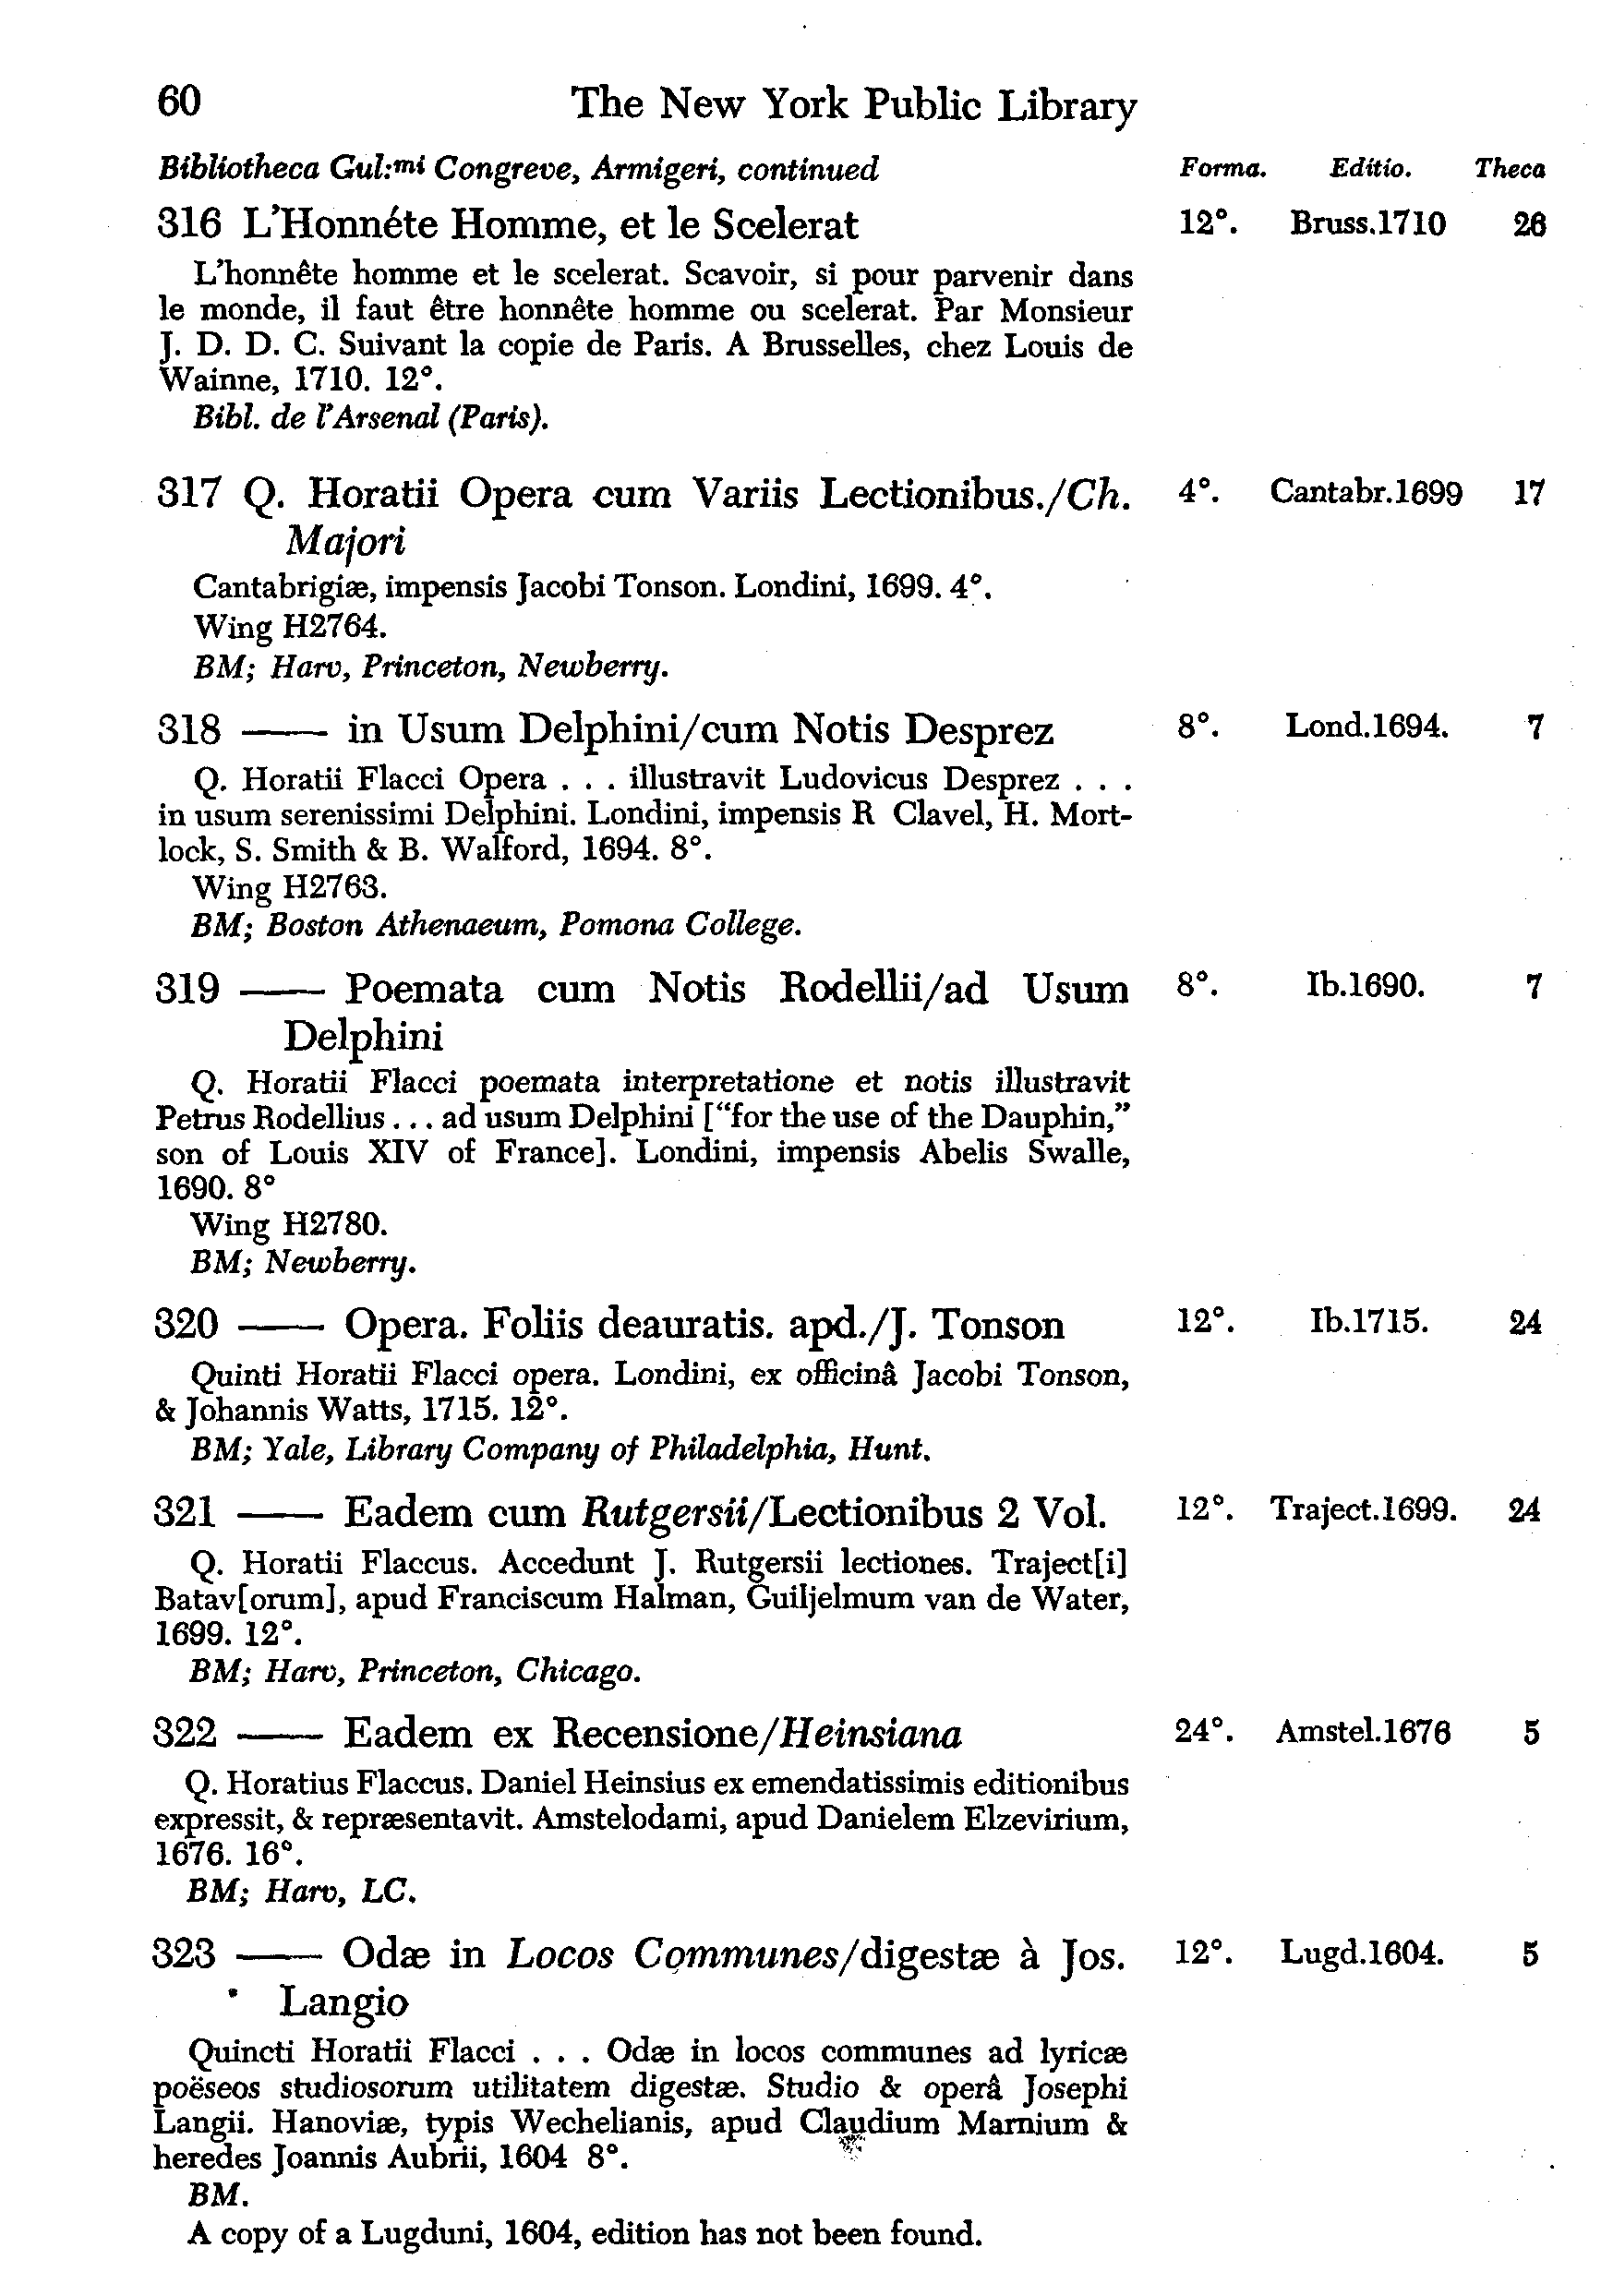 60 The New York Public Library
Bibliotheca Gul:mi Congreve, Armigeri, continued Forma. Editio. Theca
316 L'Honnéte Homme, et le Scelerat 12°. Bruss.1710 26
L'honnête homme et le scelerat. Scavoir, si pour parvenir dans
le monde, il faut être honnête homme ou scelerat. Par Monsieur
J. D. D. C. Suivant la copie de Paris. A Brusselles, chez Louis de
Wainne, 1710. 12°.
Bibl. de l'Arsenal (Paris).
317 Q. Horatii Opera cum Variis Lectionibus./Ch. 4°. Cantabr.1699 17
Majori
Cantabrigiæ, impensis Jacobi Tonson. Londini, 1699. 4°.
Wing H2764.
BM; Harv, Princeton, Newberry.
318 —— in Usum Delphini/cum Notis Desprez 8°. Lond.1694. 7
Q. Horatii Flacci Opera . . . illustravit Ludovicus Desprez . . .
in usum serenissimi Delphini. Londini, impensis R Clavel, H. Mort-
lock, S. Smith & B. Walford, 1694. 8°.
Wing H2763.
BM; Boston Athenaeum, Pomona College.
319 —— Poemata cum Notis Rodellii/ad Usum 8°. Ib.1690. 7
Delphini
Q. Horatii Flacci poemata interpretatione et notis illustravit
Petrus Rodellius . . . ad usum Delphini ["for the use of the Dauphin,"
son of Louis XIV of France]. Londini, impensis Abelis Swalle,
1690. 8°
Wing H2780.
BM; Newberry.
320 —— Opera. Foliis deauratis. apd./J. Tonson 12°. Ib.1715. 24
Quinti Horatii Flacci opera. Londini, ex officinâ Jacobi Tonson,
& Johannis Watts, 1715. 12°.
BM; Yale, Library Company of Philadelphia, Hunt.
321 —— Eadem cum Rutgersii/Lectionibus 2 Vol. 12°. Traject.1699. 24
Q. Horatii Flaccus. Accedunt J. Rutgersii lectiones. Traject[i]
Batav[orum], apud Franciscum Halman, Guiljelmum van de Water,
1699. 12°.
BM; Harv, Princeton, Chicago.
322 —— Eadem ex Recensione/Heinsiana 24°. Amstel.1676 5
Q. Horatius Flaccus. Daniel Heinsius ex emendatissimis editionibus
expressit, & repræsentavit. Amstelodami, apud Danielem Elzevirium,
1676. 16°.
BM; Harv, LC.
323 —— Odæ in Locos Communes/digestæ à Jos. 12°. Lugd.1604. 5
Langio
Quincti Horatii Flacci . . . Odæ in locos communes ad lyricæ
poëseos studiosorum utilitatem digestæ. Studio & operâ Josephi
Langii. Hanoviæ, typis Wechelianis, apud Claudium Marnium &
heredes Joannis Aubrii, 1604 8°.
BM.
A copy of a Lugduni, 1604, edition has not been found.